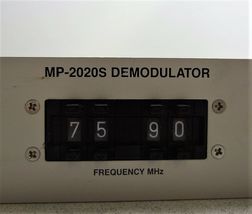 MP-2020S DEMODULATOR
75 90
FREQUENCY MHz